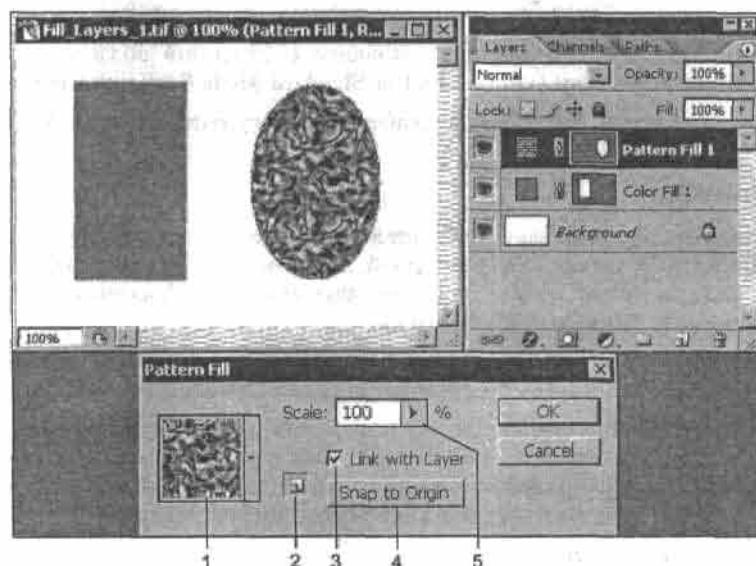 Fill_Layers_1.tif @ 100% (Pattern Fill 1, R...
100%
Layers Channels Paths
Normal Opacity: 100%
Lock: Fill: 100%
Pattern Fill 1
Color Fill 1
Background
Pattern Fill
Scale: 100 %
OK
Cancel
Link with Layer
Snap to Origin
1 2 3 4 5